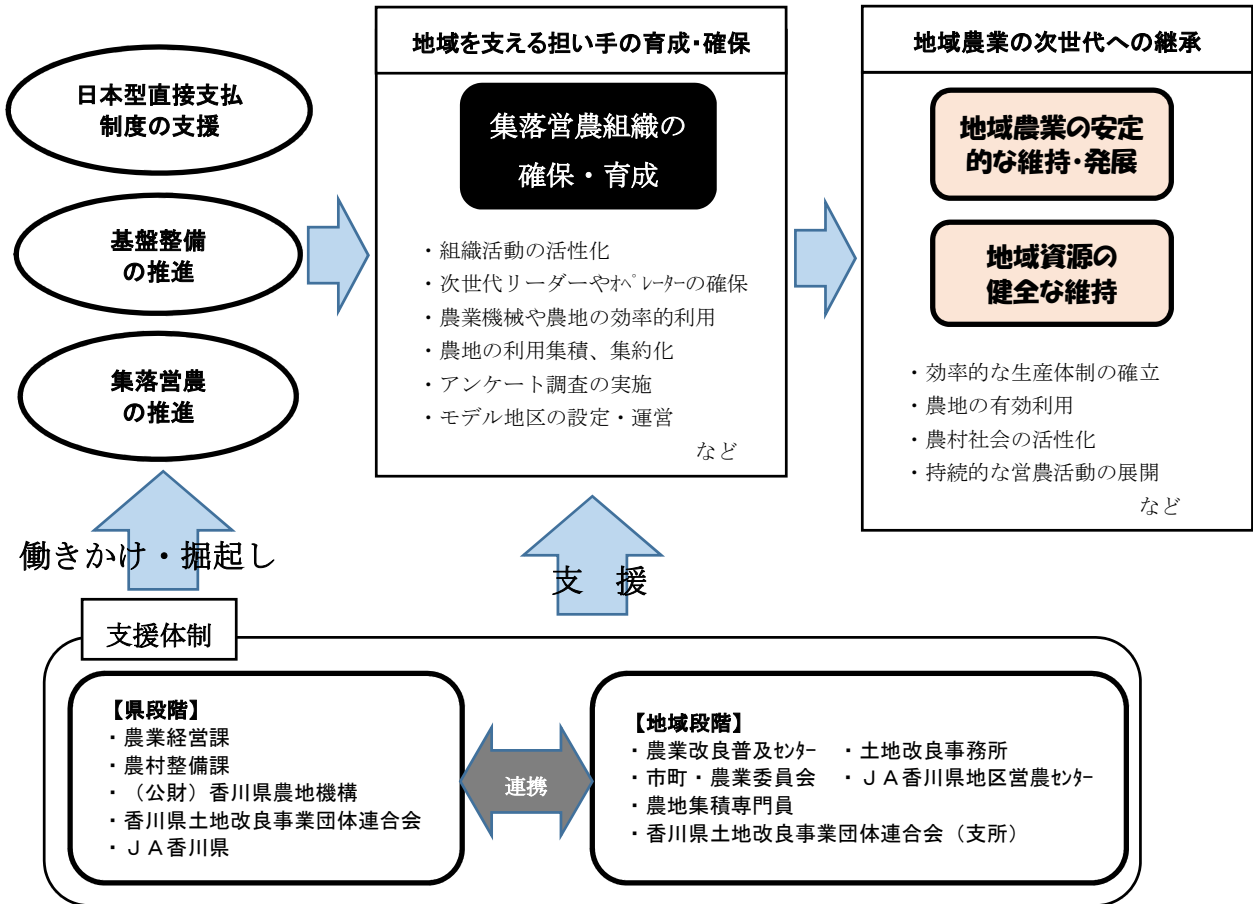 日本型直接支払
制度の支援
基盤整備
の推進
集落営農
の推進
働きかけ・掘起し
地域を支える担い手の育成・確保
集落営農組織の
確保・育成
・組織活動の活性化
・次世代リーダーやｵﾍﾟﾚｰﾀｰの確保
・農業機械や農地の効率的利用
・農地の利用集積、集約化
・アンケート調査の実施
・モデル地区の設定・運営
など
支　援
地域農業の次世代への継承
地域農業の安定
的な維持・発展
地域資源の
健全な維持
・効率的な生産体制の確立
・農地の有効利用
・農村社会の活性化
・持続的な営農活動の展開
など
支援体制
【県段階】
・農業経営課
・農村整備課
・（公財）香川県農地機構
・香川県土地改良事業団体連合会
・ＪＡ香川県
連携
【地域段階】
・農業改良普及ｾﾝﾀｰ　・土地改良事務所
・市町・農業委員会　・ＪＡ香川県地区営農ｾﾝﾀｰ
・農地集積専門員
・香川県土地改良事業団体連合会（支所）